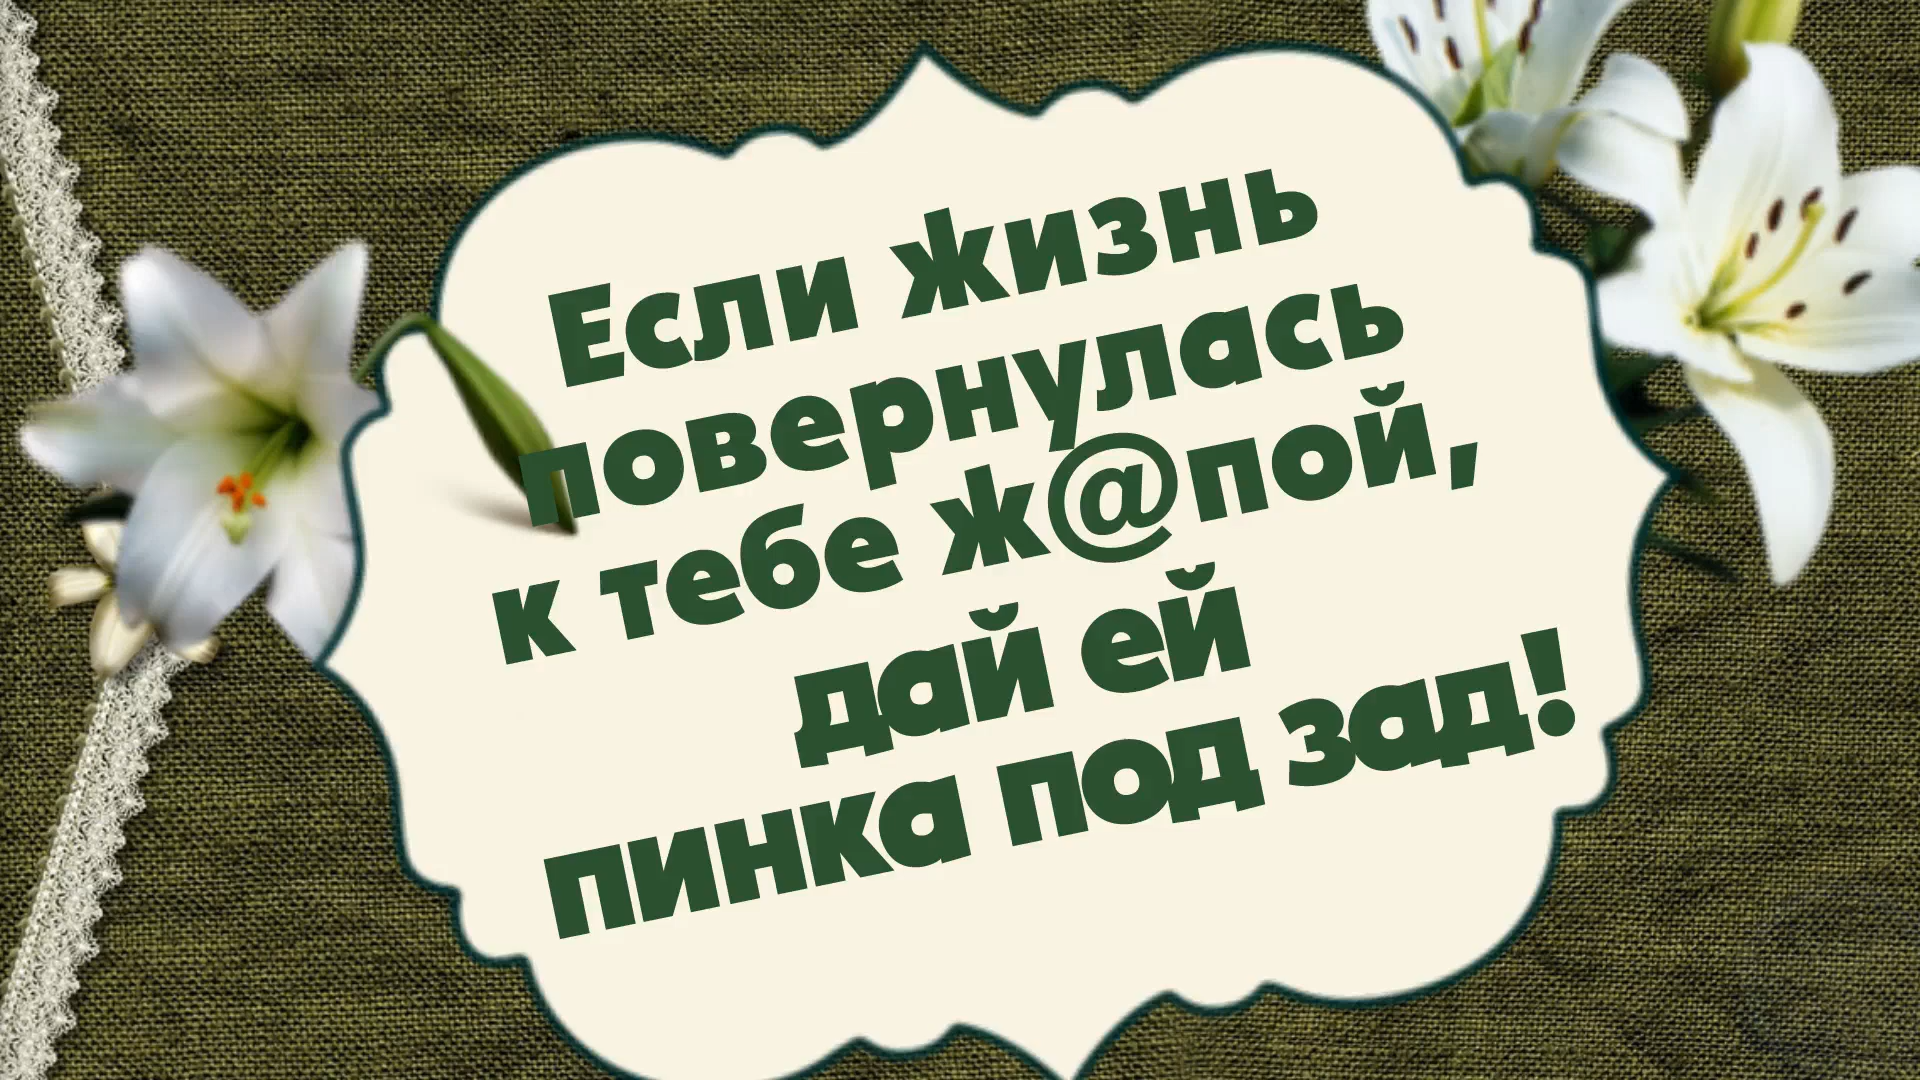 Если жизнь
повернулась
к тебе ж@пой,
дай ей
пинка под зад!